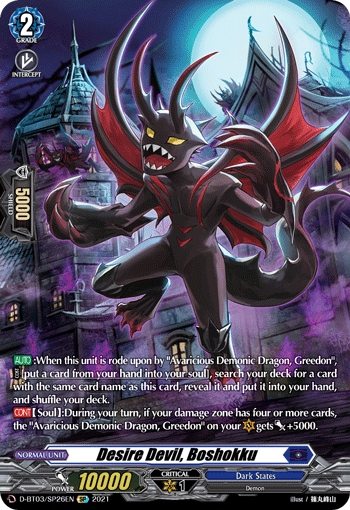 2
GRADE
INTERCEPT
5000
SHIELD
AUTO :When this unit is rode upon by "Avaricious Demonic Dragon, Greedon",
COST [put a card from your hand into your soul], search your deck for a card
with the same card name as this card, reveal it and put it into your hand,
and shuffle your deck.
CONT [Soul]:During your turn, if your damage zone has four or more cards,
the "Avaricious Demonic Dragon, Greedon" on your gets +5000.
NORMAL UNIT
Desire Devil, Boshokku
POWER
10000
CRITICAL
1
Dark States
Demon
D-BT03/SP26EN SP 2021
illust / 篠丸峰山